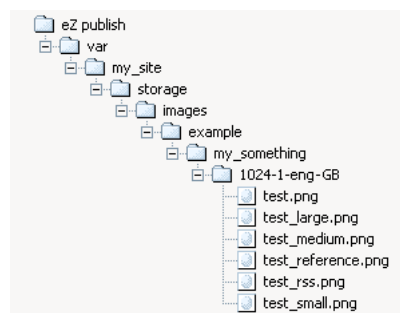 eZ publish
var
my_site
storage
images
example
my_something
1024-1-eng-GB
test.png
test_large.png
test_medium.png
test_reference.png
test_rss.png
test_small.png